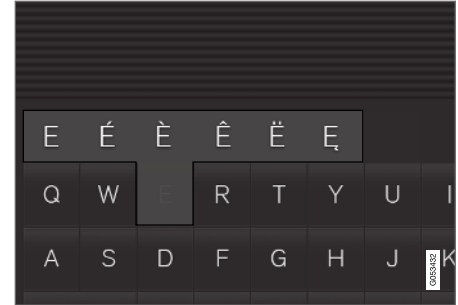 E É È Ê Ë Ę
Q W E R T Y U I
A S D F G H J K
G053432